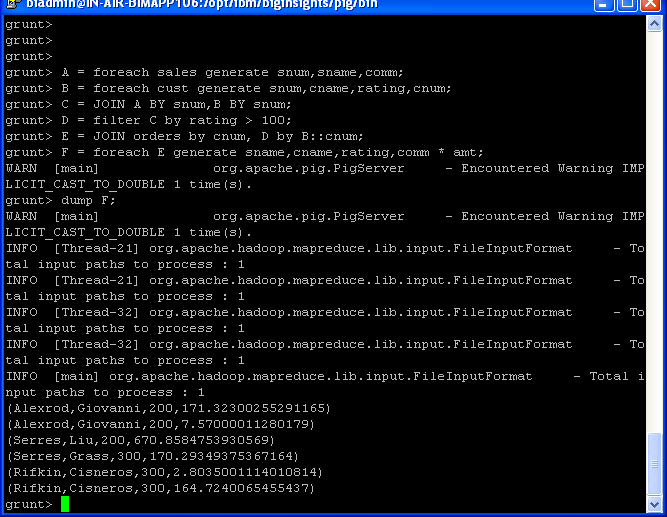 biadmin@IN-AIR-BIMAPP1U6:/opt/ibm/biginsights/pig/bin
grunt>
grunt>
grunt>
grunt> A = foreach sales generate snum,sname,comm;
grunt> B = foreach cust generate snum,cname,rating,cnum;
grunt> C = JOIN A BY snum,B BY snum;
grunt> D = filter C by rating > 100;
grunt> E = JOIN orders by cnum, D by B::cnum;
grunt> F = foreach E generate sname,cname,rating,comm * amt;
WARN  [main]            org.apache.pig.PigServer     - Encountered Warning IMP
LICIT_CAST_TO_DOUBLE 1 time(s).
grunt> dump F;
WARN  [main]            org.apache.pig.PigServer     - Encountered Warning IMP
LICIT_CAST_TO_DOUBLE 1 time(s).
INFO  [Thread-21] org.apache.hadoop.mapreduce.lib.input.FileInputFormat     - To
tal input paths to process : 1
INFO  [Thread-21] org.apache.hadoop.mapreduce.lib.input.FileInputFormat     - To
tal input paths to process : 1
INFO  [Thread-32] org.apache.hadoop.mapreduce.lib.input.FileInputFormat     - To
tal input paths to process : 1
INFO  [Thread-32] org.apache.hadoop.mapreduce.lib.input.FileInputFormat     - To
tal input paths to process : 1
INFO  [main] org.apache.hadoop.mapreduce.lib.input.FileInputFormat     - Total i
nput paths to process : 1
(Alexrod,Giovanni,200,171.32300255291165)
(Alexrod,Giovanni,200,7.57000011280179)
(Serres,Liu,200,670.8584753930569)
(Serres,Grass,300,170.29349375367164)
(Rifkin,Cisneros,300,2.8035001114010814)
(Rifkin,Cisneros,300,164.7240065455437)
grunt>